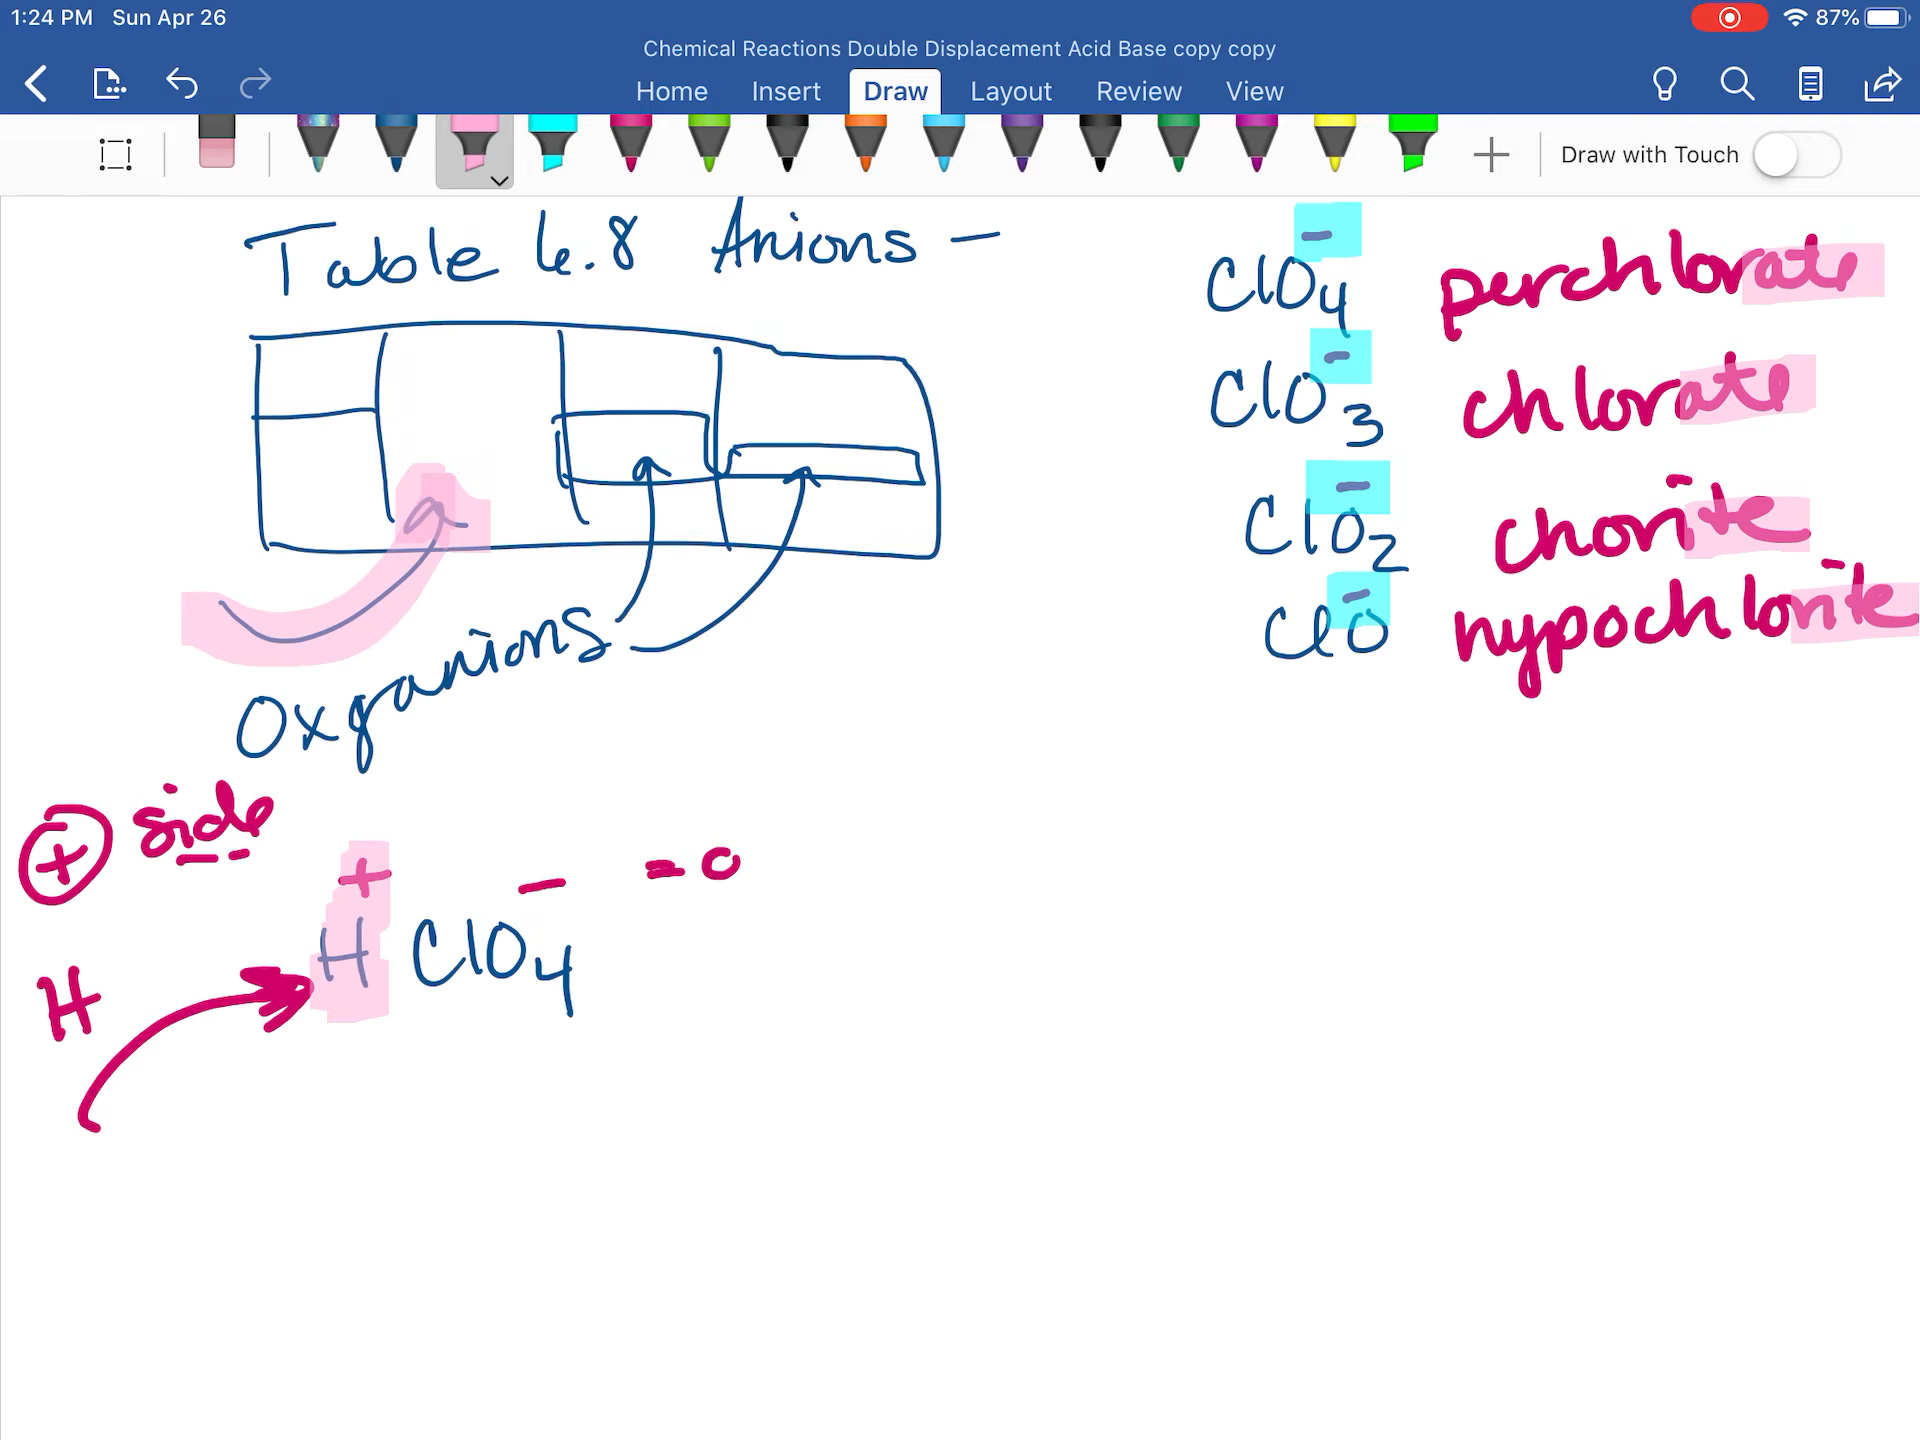 1:24 PM Sun Apr 26
87%
Chemical Reactions Double Displacement Acid Base copy copy
Home Insert Draw Layout Review View
Draw with Touch
Table 6.8 Anions -
ClO4 - perchlorate
ClO3 - chlorate
ClO2 - chorite
ClO - hypochlorite
Oxyanions
+ side
+ - = 0
H ClO4
H